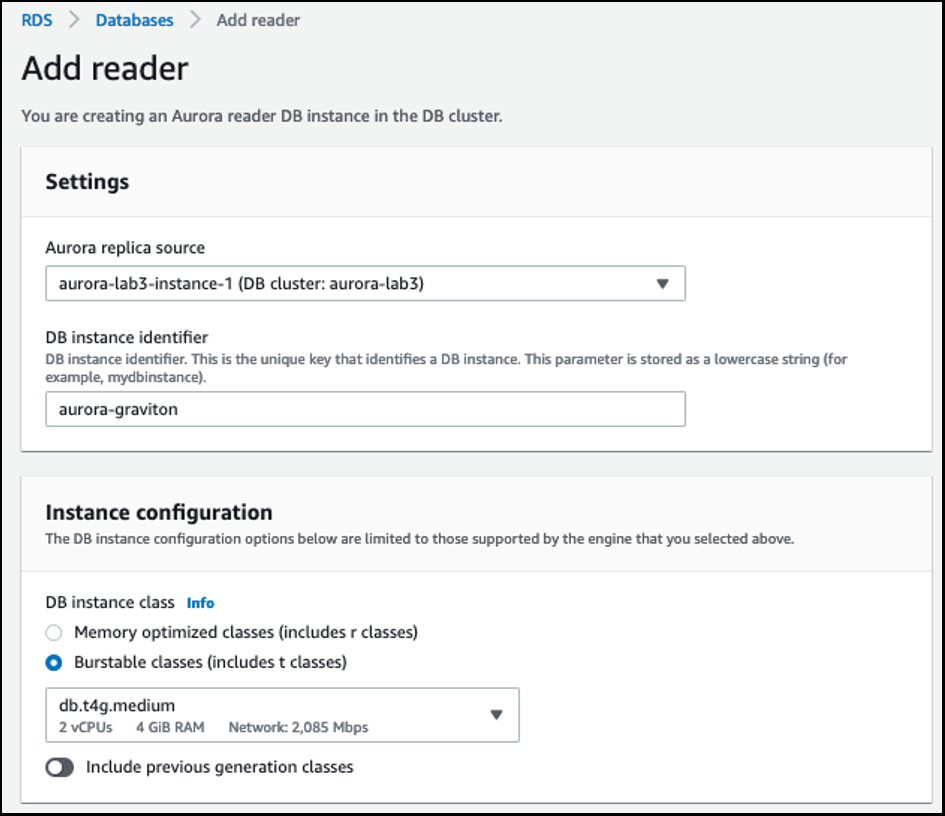 RDS > Databases > Add reader
Add reader
You are creating an Aurora reader DB instance in the DB cluster.
Settings
Aurora replica source
aurora-lab3-instance-1 (DB cluster: aurora-lab3)
DB instance identifier
DB instance identifier. This is the unique key that identifies a DB instance. This parameter is stored as a lowercase string (for
example, mydbinstance).
aurora-graviton
Instance configuration
The DB instance configuration options below are limited to those supported by the engine that you selected above.
DB instance class Info
Memory optimized classes (includes r classes)
Burstable classes (includes t classes)
db.t4g.medium
2 vCPUs 4 GiB RAM Network: 2,085 Mbps
Include previous generation classes